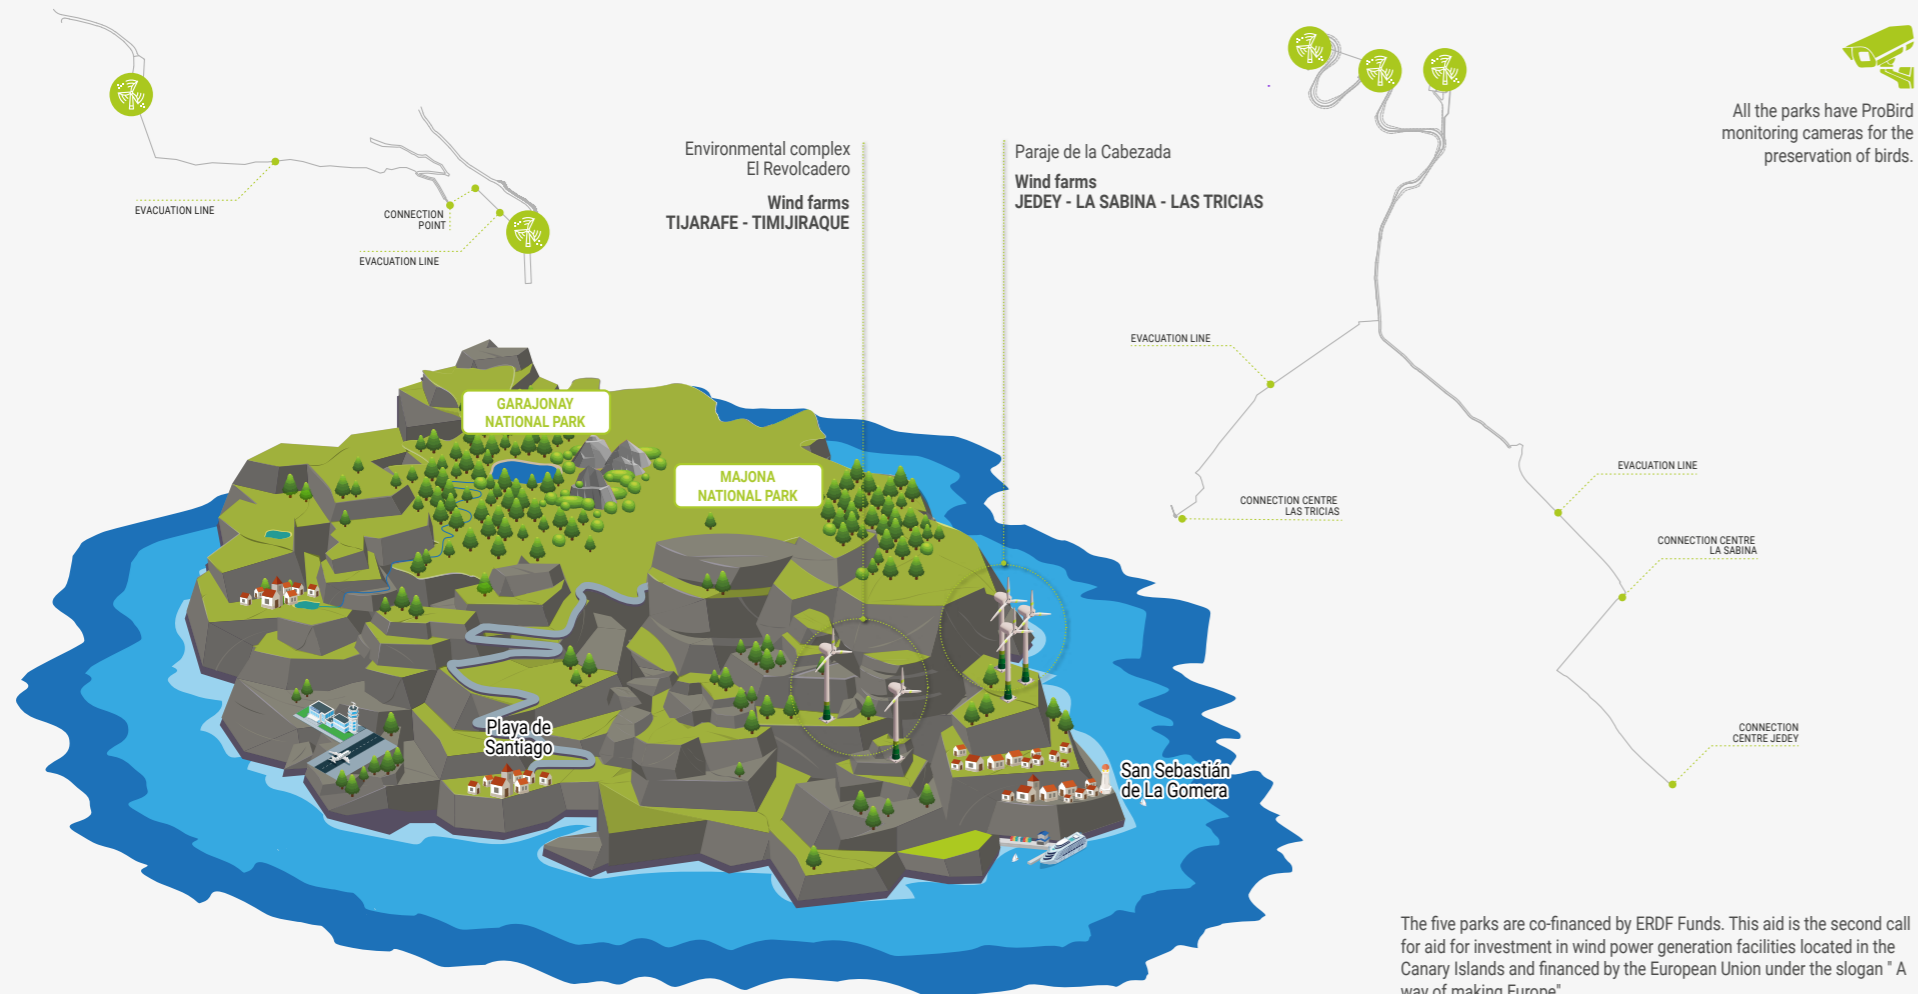 All the parks have ProBird
monitoring cameras for the
preservation of birds.
Environmental complex
El Revolcadero
Wind farms
TIJARAFE - TIMIJIRAQUE
Paraje de la Cabezada
Wind farms
JEDEY - LA SABINA - LAS TRICIAS
EVACUATION LINE
CONNECTION
POINT
EVACUATION LINE
EVACUATION LINE
CONNECTION CENTRE
LAS TRICIAS
EVACUATION LINE
CONNECTION CENTRE
LA SABINA
CONNECTION
CENTRE JEDEY
GARAJONAY
NATIONAL PARK
MAJONA
NATIONAL PARK
Playa de
Santiago
San Sebastián
de La Gomera
The five parks are co-financed by ERDF Funds. This aid is the second call
for aid for investment in wind power generation facilities located in the
Canary Islands and financed by the European Union under the slogan " A
way of making Europe"